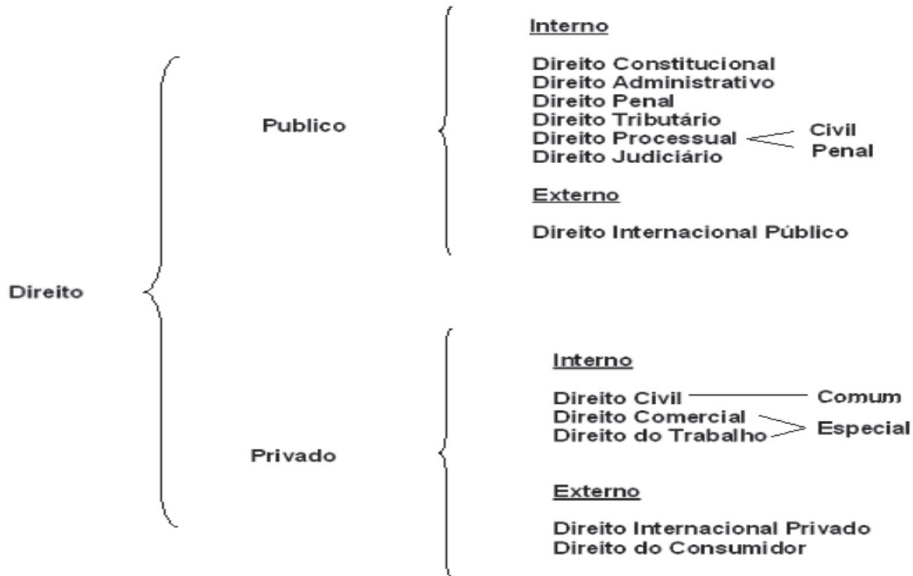 Direito
Publico
Interno
Direito Constitucional
Direito Administrativo
Direito Penal
Direito Tributário
Direito Processual
Civil
Penal
Direito Judiciário
Externo
Direito Internacional Público
Privado
Interno
Direito Civil
Comum
Direito Comercial
Direito do Trabalho
Especial
Externo
Direito Internacional Privado
Direito do Consumidor